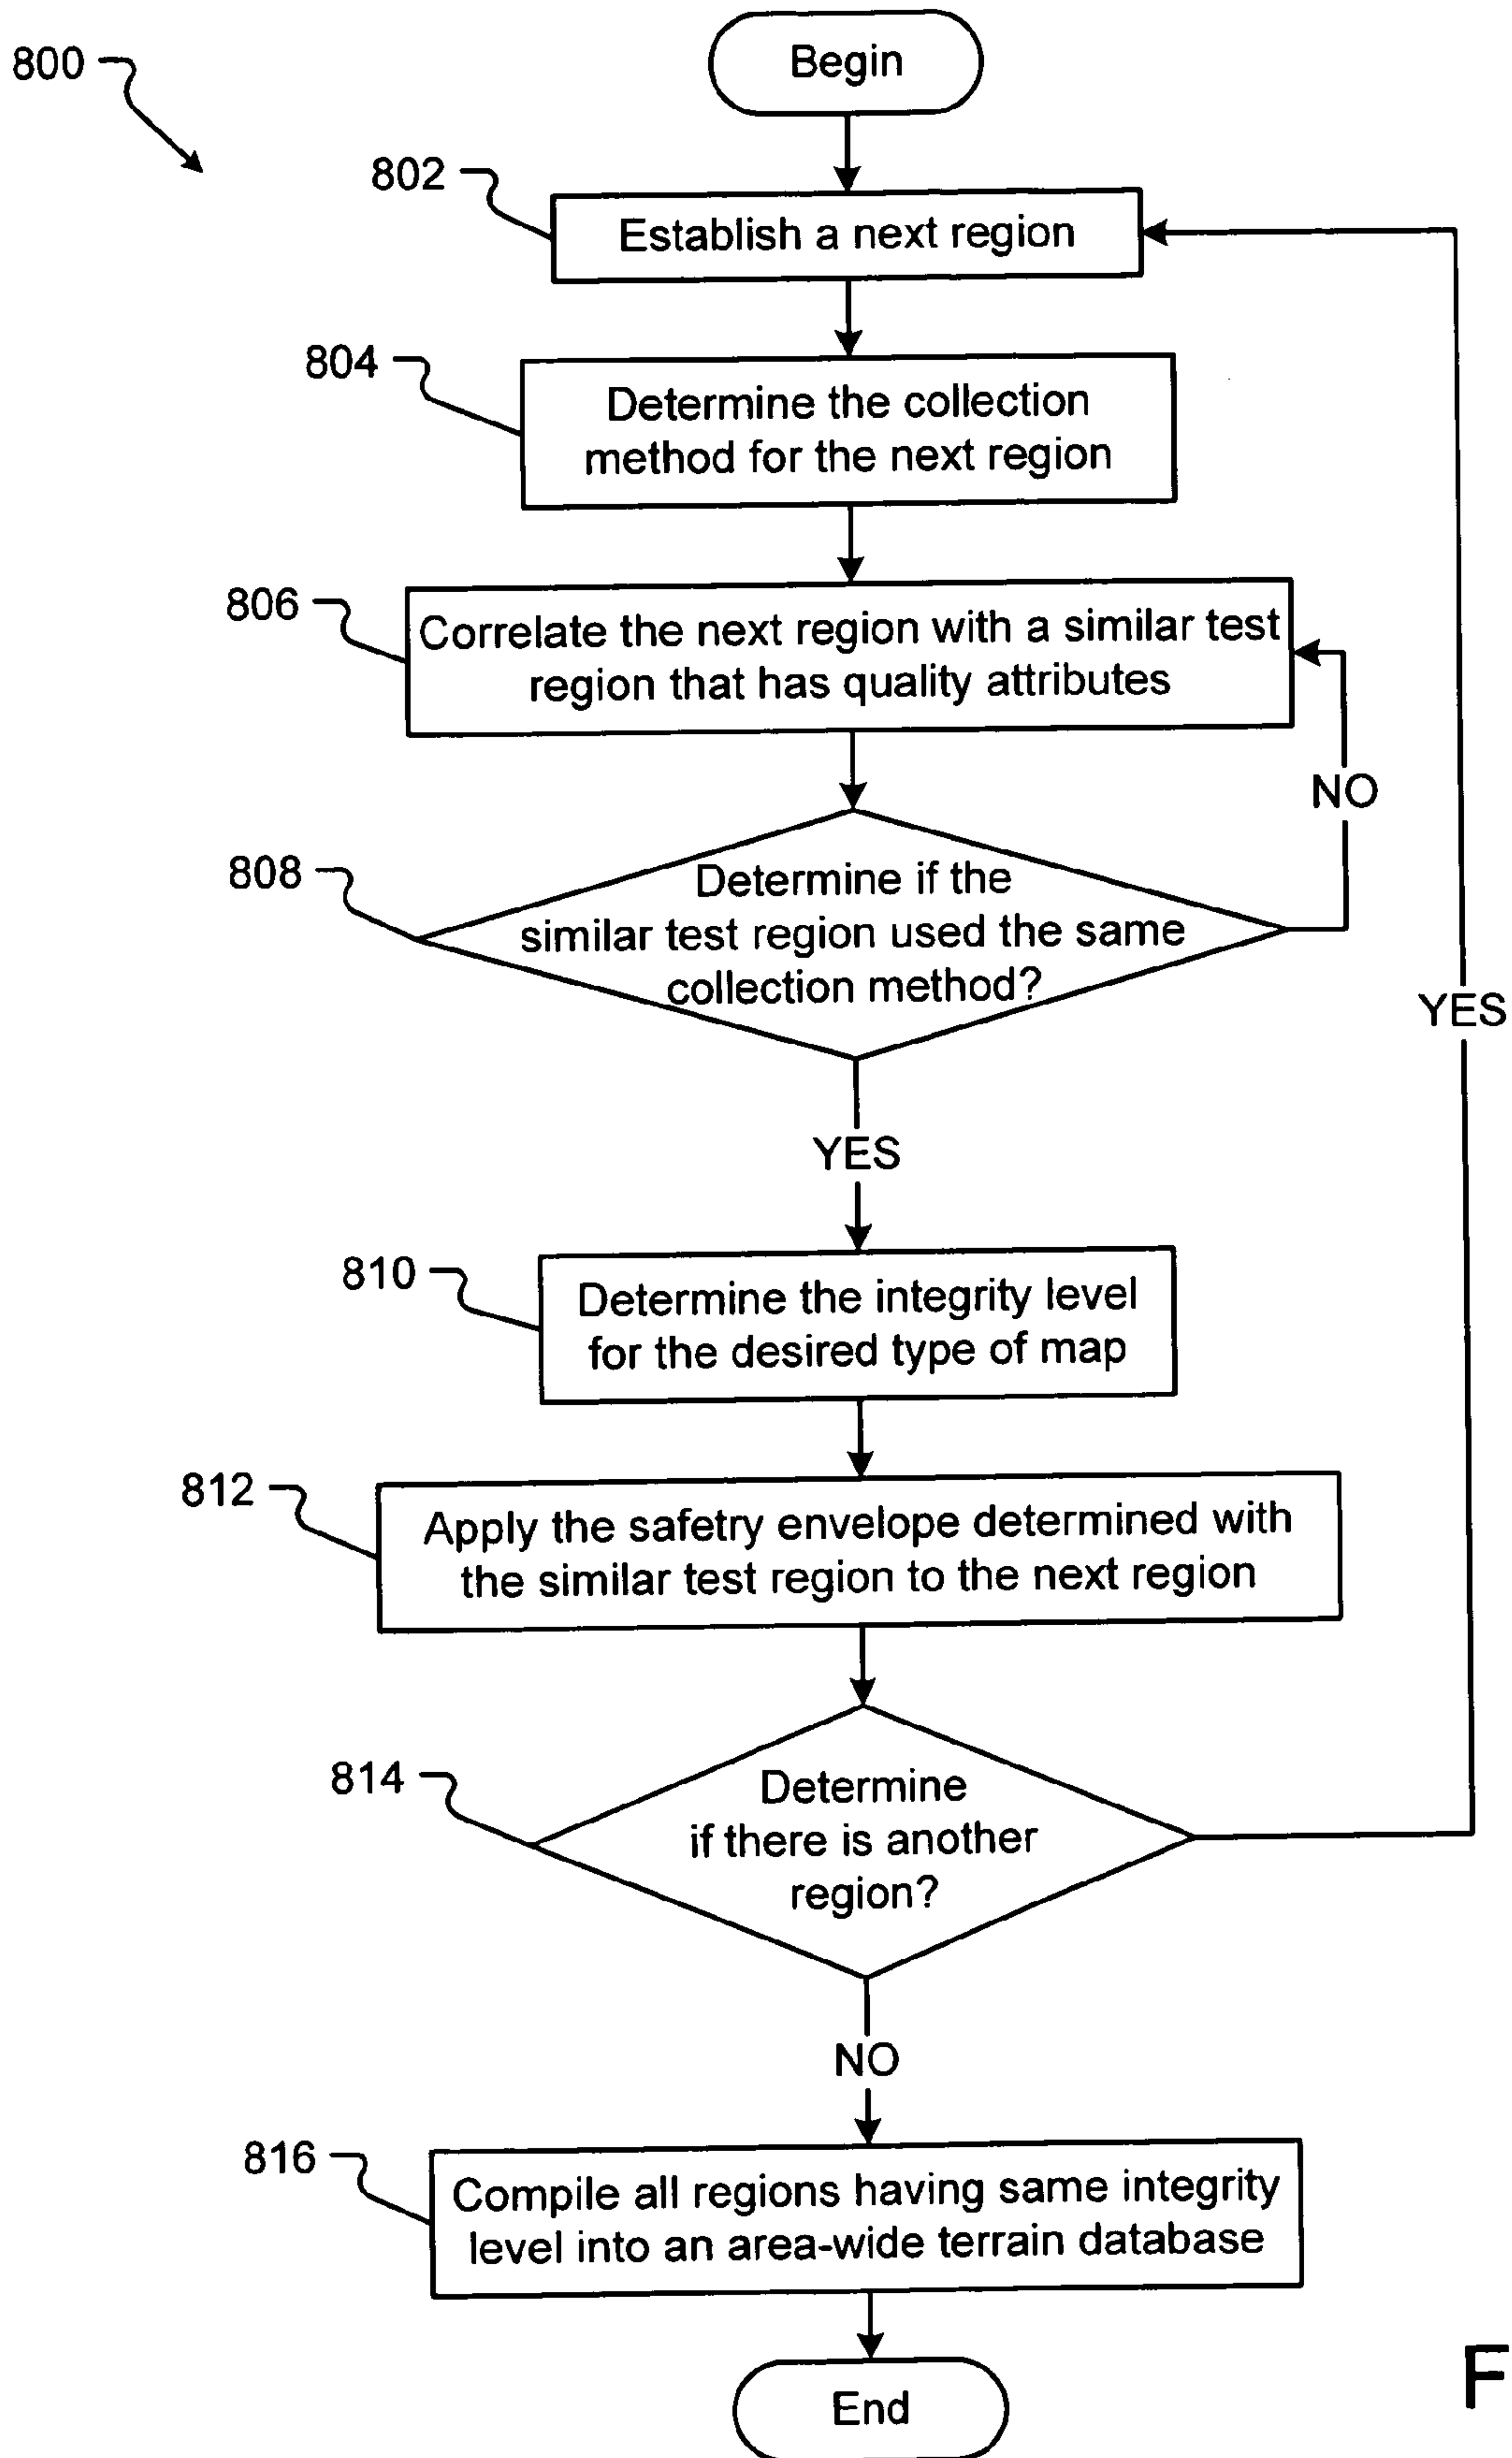 Begin
800
802
Establish a next region
804
Determine the collection
method for the next region
806
Correlate the next region with a similar test
region that has quality attributes
NO
808
Determine if the
similar test region used the same
collection method?
YES
YES
810
Determine the integrity level
for the desired type of map
812
Apply the safetry envelope determined with
the similar test region to the next region
814
Determine
if there is another
region?
NO
816
Compile all regions having same integrity
level into an area-wide terrain database
End
F